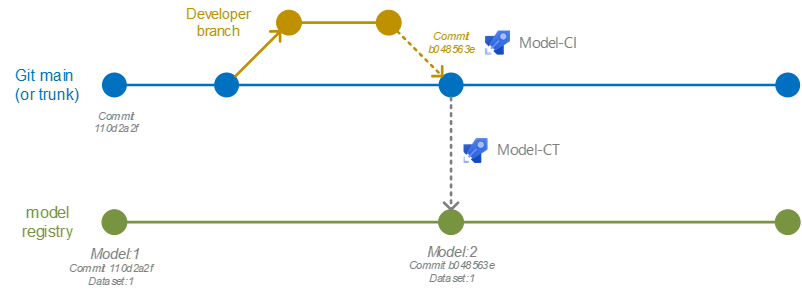 Developer
branch
Commit
b048563e
Model-CI
Git main
(or trunk)
Commit
110d2a2f
Model-CT
model
registry
Model:1
Commit 110d2a2f
Dataset:1
Model:2
Commit b048563e
Dataset:1